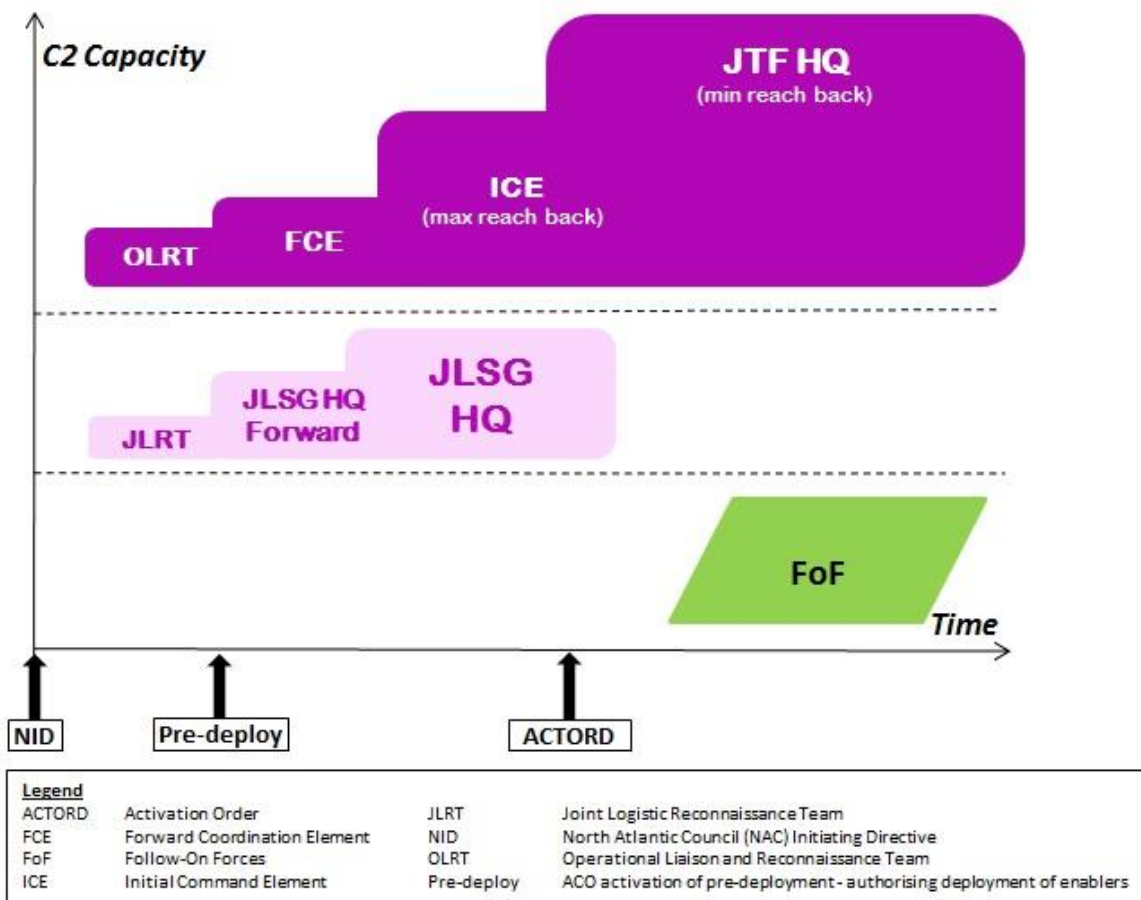 C2 Capacity
JTF HQ
(min reach back)
ICE
(max reach back)
FCE
OLRT
JLSG
HQ
JLSG HQ
Forward
JLRT
FoF
Time
NID
Pre-deploy
ACTORD
Legend
ACTORD Activation Order JLRT Joint Logistic Reconnaissance Team
FCE Forward Coordination Element NID North Atlantic Council (NAC) Initiating Directive
FoF Follow-On Forces OLRT Operational Liaison and Reconnaissance Team
ICE Initial Command Element Pre-deploy ACO activation of pre-deployment - authorising deployment of enablers